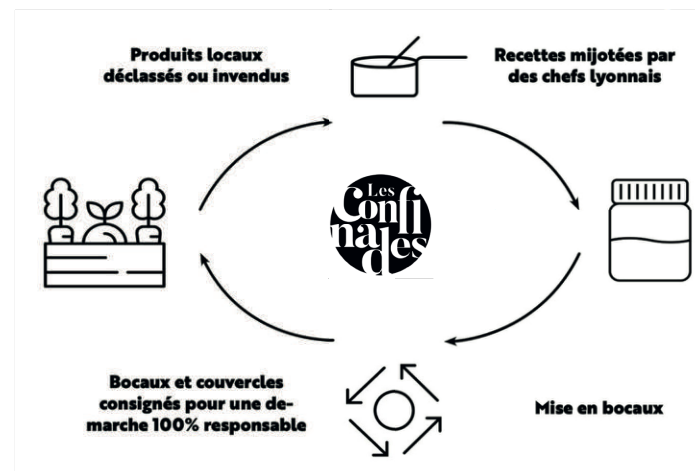 Produits locaux
déclassés ou invendus
Recettes mijotées par
des chefs lyonnais
Les
Confi
na
des
Bocaux et couvercles
consignés pour une de-
marche 100% responsable
Mise en bocaux